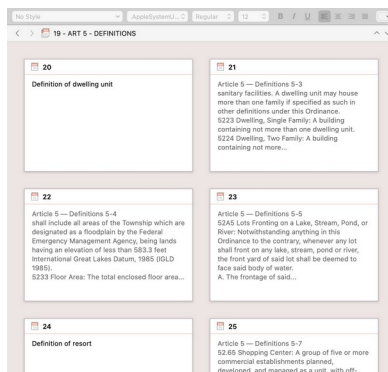 No Style
AppleSystemU...
Regular
12
B I U
19 - ART 5 - DEFINITIONS
20
Definition of dwelling unit
21
Article 5 — Definitions 5-3
sanitary facilities. A dwelling unit may house
more than one family if specified as such in
other definitions under this Ordinance.
5223 Dwelling, Single Family: A building
containing not more than one dwelling unit.
5224 Dwelling, Two Family: A building
containing not more...
22
Article 5 — Definitions 5-4
shall include all areas of the Township which are
designated as a floodplain by the Federal
Emergency Management Agency, being lands
having an elevation of less than 583.3 feet
International Great Lakes Datum, 1985 (IGLD
1985).
5233 Floor Area: The total enclosed floor area...
23
Article 5 — Definitions 5-5
52A5 Lots Fronting on a Lake, Stream, Pond, or
River: Notwithstanding anything in this
Ordinance to the contrary, whenever any lot
shall front on any lake, stream, pond or river,
the front yard of said lot shall be deemed to
face said body of water.
A. The frontage of said...
24
Definition of resort
25
Article 5 — Definitions 5-7
52.65 Shopping Center: A group of five or more
commercial establishments planned,
developed, and managed as a unit, with off-